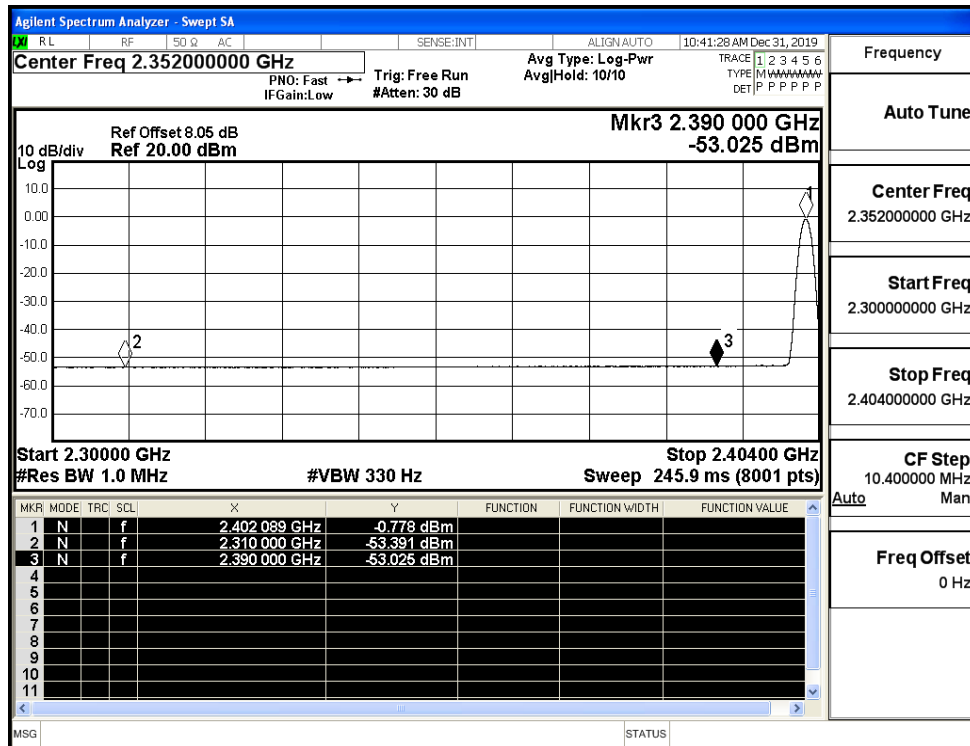 Agilent Spectrum Analyzer - Swept SA
LXI RL RF 50 Ω AC SENSE:INT ALIGN AUTO 10:41:28 AM Dec 31, 2019
Center Freq 2.352000000 GHz
PNO: Fast
IFGain:Low
Trig: Free Run
#Atten: 30 dB
Avg Type: Log-Pwr
Avg|Hold: 10/10
TRACE 1 2 3 4 5 6
TYPE M WWWWW
DET P P P P P P
Ref Offset 8.05 dB
10 dB/div Ref 20.00 dBm
Log
Mkr3 2.390 000 GHz
-53.025 dBm
10.0
0.00
-10.0
-20.0
-30.0
-40.0
-50.0
-60.0
-70.0
1
2
3
Start 2.30000 GHz Stop 2.40400 GHz
#Res BW 1.0 MHz #VBW 330 Hz Sweep 245.9 ms (8001 pts)
MKR MODE TRC SCL X Y FUNCTION FUNCTION WIDTH FUNCTION VALUE
1 N f 2.402 089 GHz -0.778 dBm
2 N f 2.310 000 GHz -53.391 dBm
3 N f 2.390 000 GHz -53.025 dBm
4
5
6
7
8
9
10
11
MSG STATUS
Frequency
Auto Tune
Center Freq
2.352000000 GHz
Start Freq
2.300000000 GHz
Stop Freq
2.404000000 GHz
CF Step
10.400000 MHz
Auto Man
Freq Offset
0 Hz